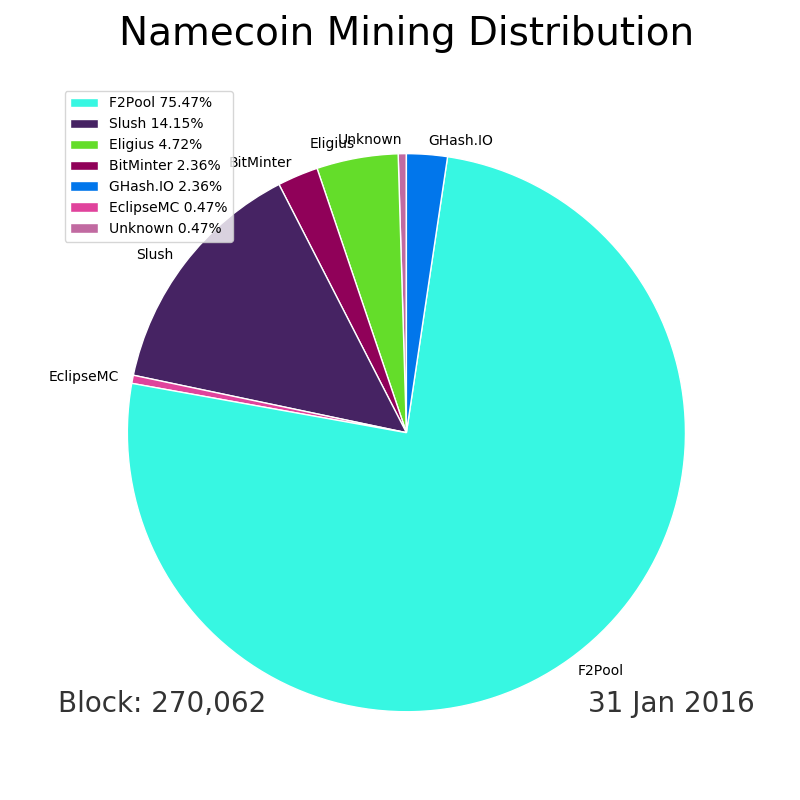 Namecoin Mining Distribution
F2Pool 75.47%
Slush 14.15%
Eligius 4.72%
BitMinter 2.36%
GHash.IO 2.36%
EclipseMC 0.47%
Unknown 0.47%
GHash.IO
Unknown
Eligius
BitMinter
Slush
EclipseMC
F2Pool
Block: 270,062
31 Jan 2016